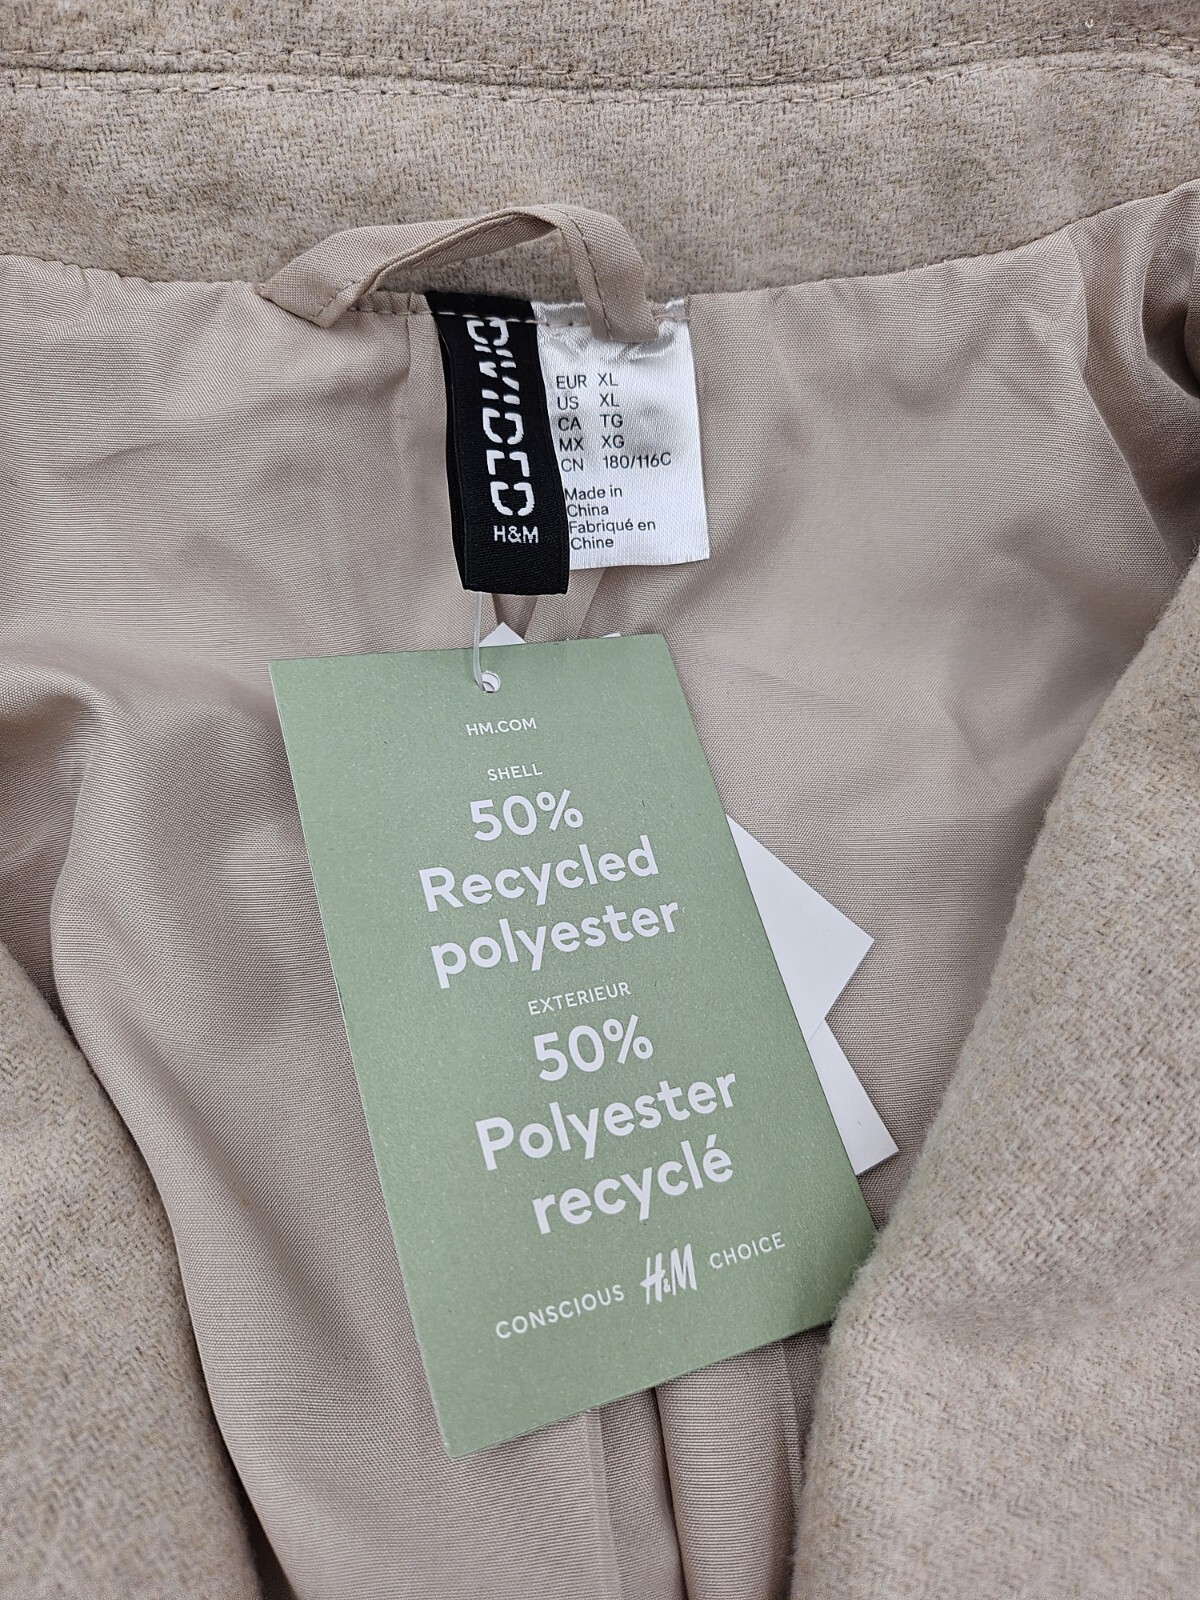 DIVIDED
H&M
EUR XL
US XL
CA TG
MX XG
CN 180/116C
Made in
China
Fabriqué en
Chine
HM.COM
SHELL
50%
Recycled
polyester
EXTERIEUR
50%
Polyester
recyclé
CONSCIOUS H&M CHOICE